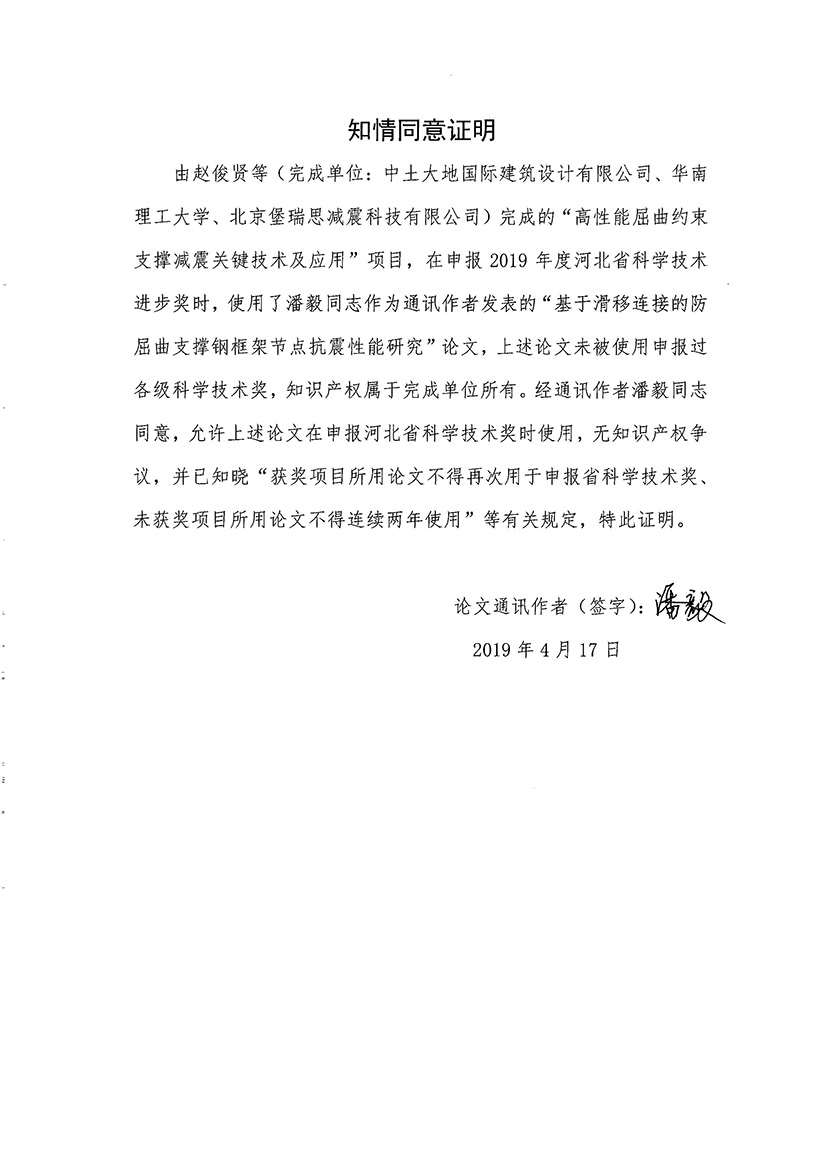 知情同意证明
由赵俊贤等（完成单位：中土大地国际建筑设计有限公司、华南
理工大学、北京堡瑞思减震科技有限公司）完成的“高性能屈曲约束
支撑减震关键技术及应用”项目，在申报 2019 年度河北省科学技术
进步奖时，使用了潘毅同志作为通讯作者发表的“基于滑移连接的防
屈曲支撑钢框架节点抗震性能研究”论文，上述论文未被使用申报过
各级科学技术奖，知识产权属于完成单位所有。经通讯作者潘毅同志
同意，允许上述论文在申报河北省科学技术奖时使用，无知识产权争
议，并已知晓“获奖项目所用论文不得再次用于申报省科学技术奖、
未获奖项目所用论文不得连续两年使用”等有关规定，特此证明。
论文通讯作者（签字）：潘毅
2019 年 4 月 17 日